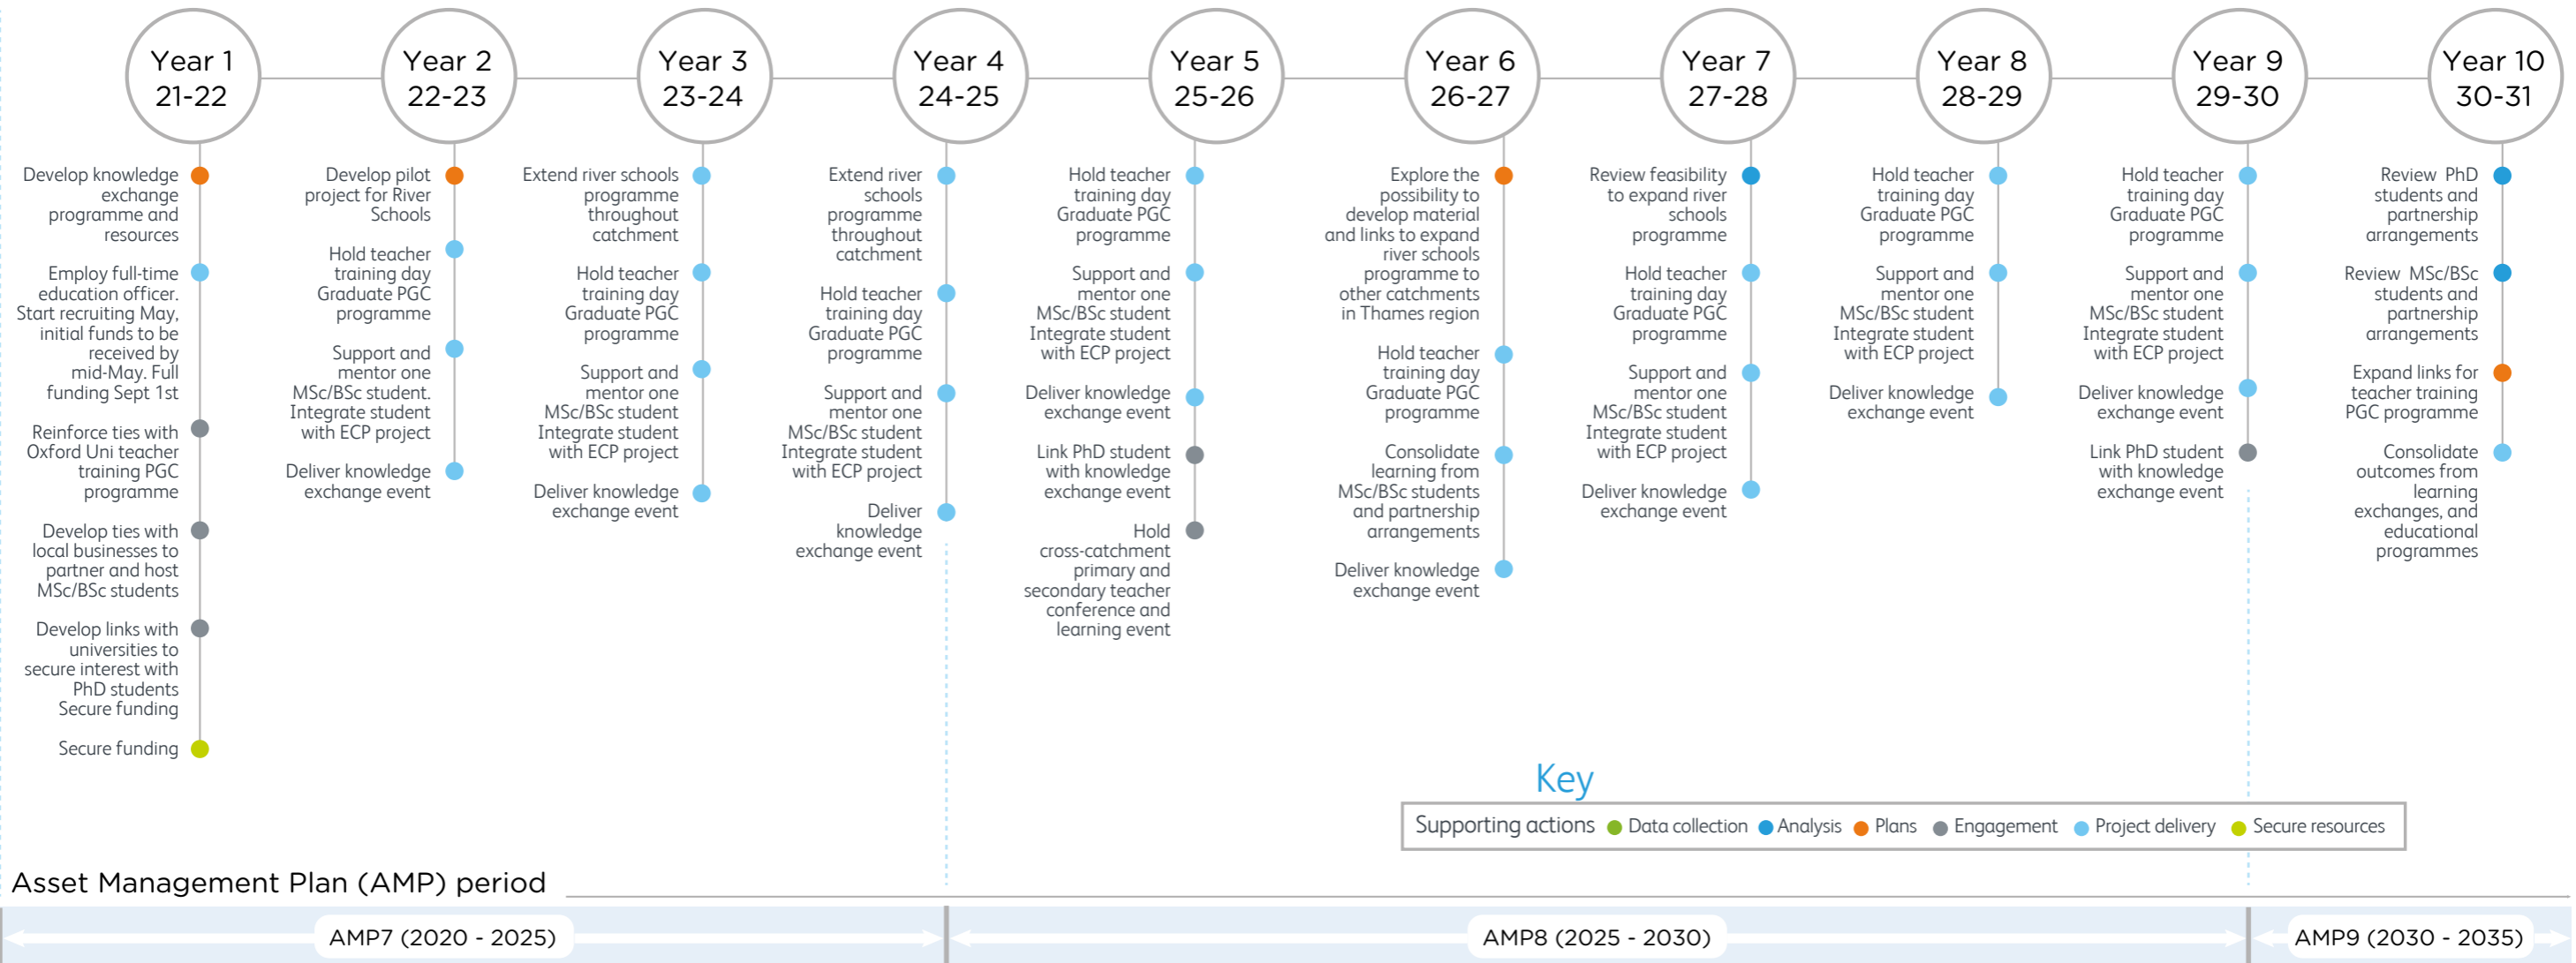 Year 1
21-22
Year 2
22-23
Year 3
23-24
Year 4
24-25
Year 5
25-26
Year 6
26-27
Year 7
27-28
Year 8
28-29
Year 9
29-30
Year 10
30-31
Develop knowledge
exchange
programme and
resources
Employ full-time
education officer.
Start recruiting May,
initial funds to be
received by
mid-May. Full
funding Sept 1st
Reinforce ties with
Oxford Uni teacher
training PGC
programme
Develop ties with
local businesses to
partner and host
MSc/BSc students
Develop links with
universities to
secure interest with
PhD students
Secure funding
Secure funding
Develop pilot
project for River
Schools
Hold teacher
training day
Graduate PGC
programme
Support and
mentor one
MSc/BSc student.
Integrate student
with ECP project
Deliver knowledge
exchange event
Extend river schools
programme
throughout
catchment
Hold teacher
training day
Graduate PGC
programme
Support and
mentor one
MSc/BSc student
Integrate student
with ECP project
Deliver knowledge
exchange event
Extend river
schools
programme
throughout
catchment
Hold teacher
training day
Graduate PGC
programme
Support and
mentor one
MSc/BSc student
Integrate student
with ECP project
Deliver
knowledge
exchange event
Hold teacher
training day
Graduate PGC
programme
Support and
mentor one
MSc/BSc student
Integrate student
with ECP project
Deliver knowledge
exchange event
Link PhD student
with knowledge
exchange event
Hold
cross-catchment
primary and
secondary teacher
conference and
learning event
Explore the
possibility to
develop material
and links to expand
river schools
programme to
other catchments
in Thames region
Hold teacher
training day
Graduate PGC
programme
Consolidate
learning from
MSc/BSc students
and partnership
arrangements
Deliver knowledge
exchange event
Review feasibility
to expand river
schools
programme
Hold teacher
training day
Graduate PGC
programme
Support and
mentor one
MSc/BSc student
Integrate student
with ECP project
Deliver knowledge
exchange event
Hold teacher
training day
Graduate PGC
programme
Support and
mentor one
MSc/BSc student
Integrate student
with ECP project
Deliver knowledge
exchange event
Hold teacher
training day
Graduate PGC
programme
Support and
mentor one
MSc/BSc student
Integrate student
with ECP project
Deliver knowledge
exchange event
Link PhD student
with knowledge
exchange event
Review PhD
students and
partnership
arrangements
Review MSc/BSc
students and
partnership
arrangements
Expand links for
teacher training
PGC programme
Consolidate
outcomes from
learning
exchanges, and
educational
programmes
Key
Supporting actions Data collection Analysis Plans Engagement Project delivery Secure resources
Asset Management Plan (AMP) period
AMP7 (2020 - 2025)
AMP8 (2025 - 2030)
AMP9 (2030 - 2035)